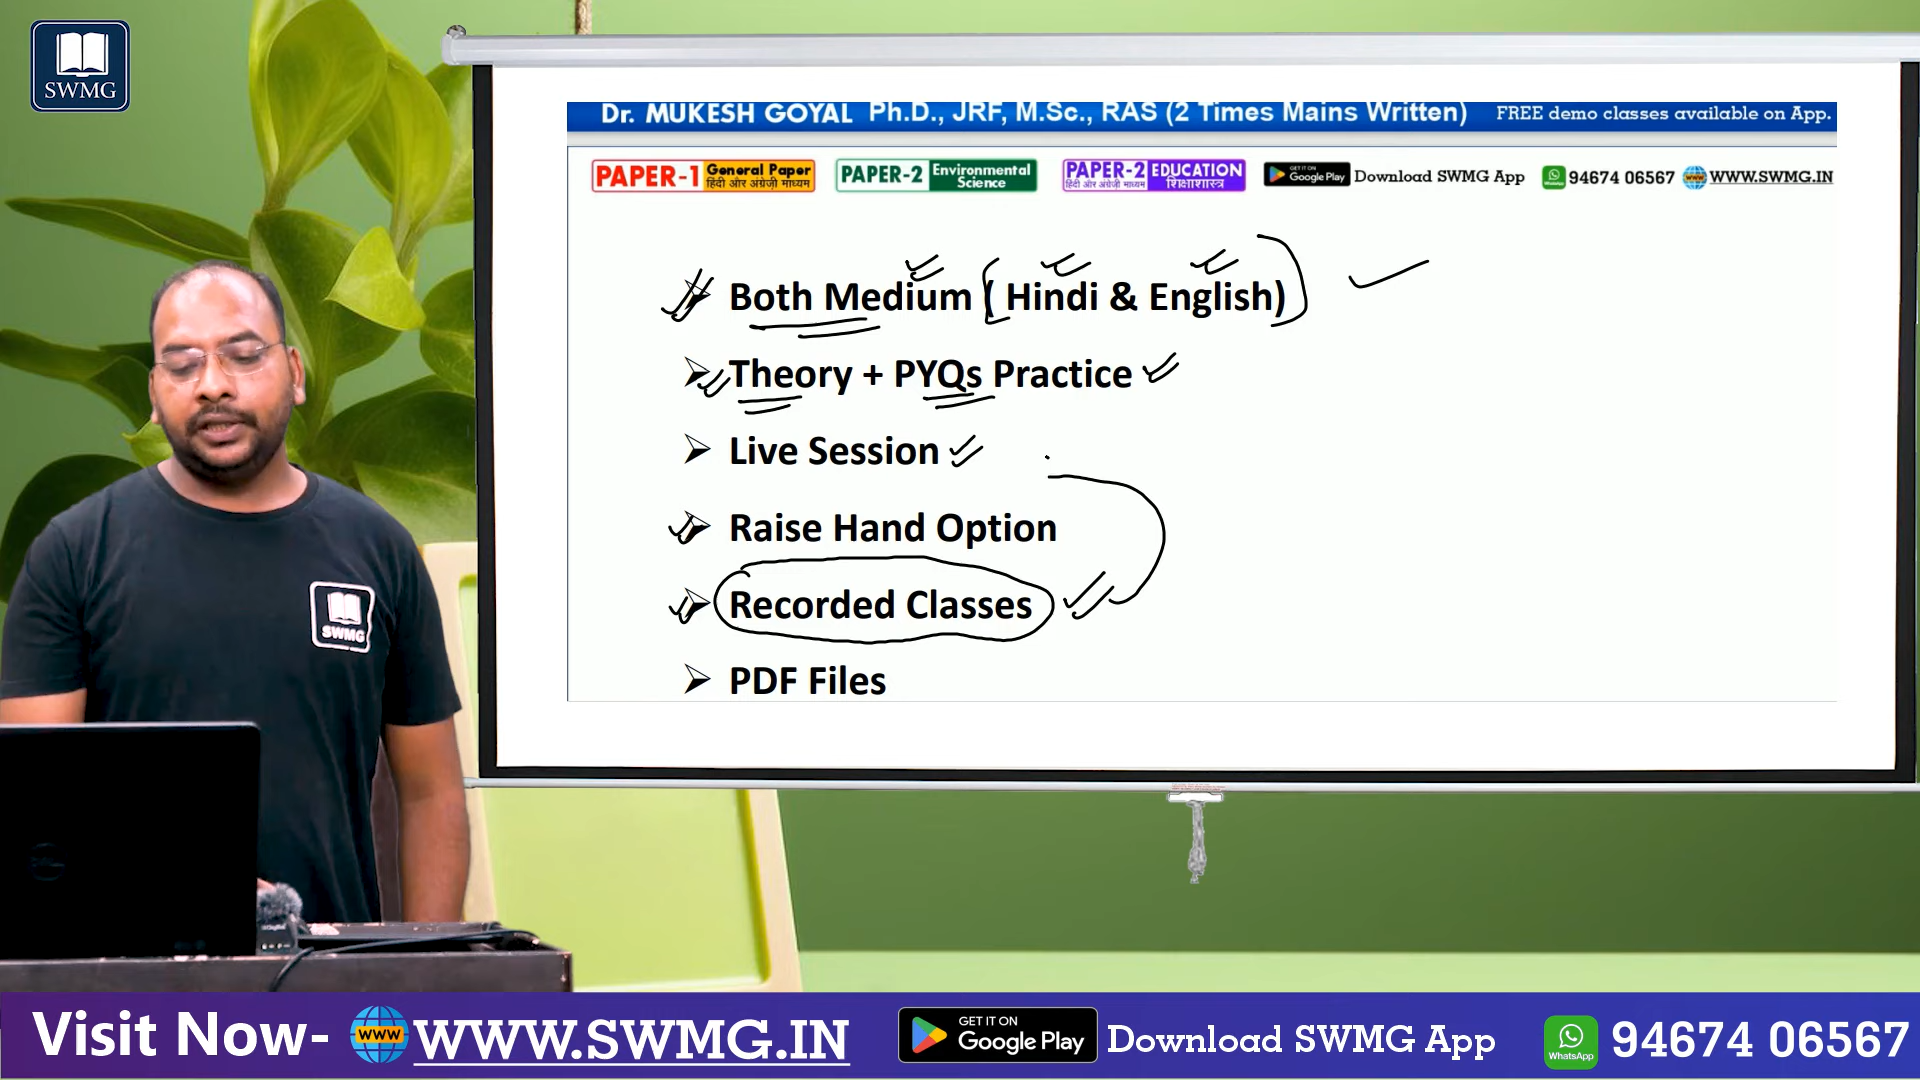 SWMG
Dr. MUKESH GOYAL Ph.D., JRF, M.Sc., RAS (2 Times Mains Written) FREE demo classes available on App.
PAPER-1 General Paper हिंदी और अंग्रेज़ी माध्यम PAPER-2 Environmental Science PAPER-2 हिंदी और अंग्रेज़ी माध्यम EDUCATION शिक्षाशास्त्र GET IT ON Google Play Download SWMG App WhatsApp 94674 06567 WWW.SWMG.IN
Both Medium ( Hindi & English)
Theory + PYQs Practice
Live Session
Raise Hand Option
Recorded Classes
PDF Files
SWMG
Visit Now- WWW WWW.SWMG.IN GET IT ON Google Play Download SWMG App WhatsApp 94674 06567